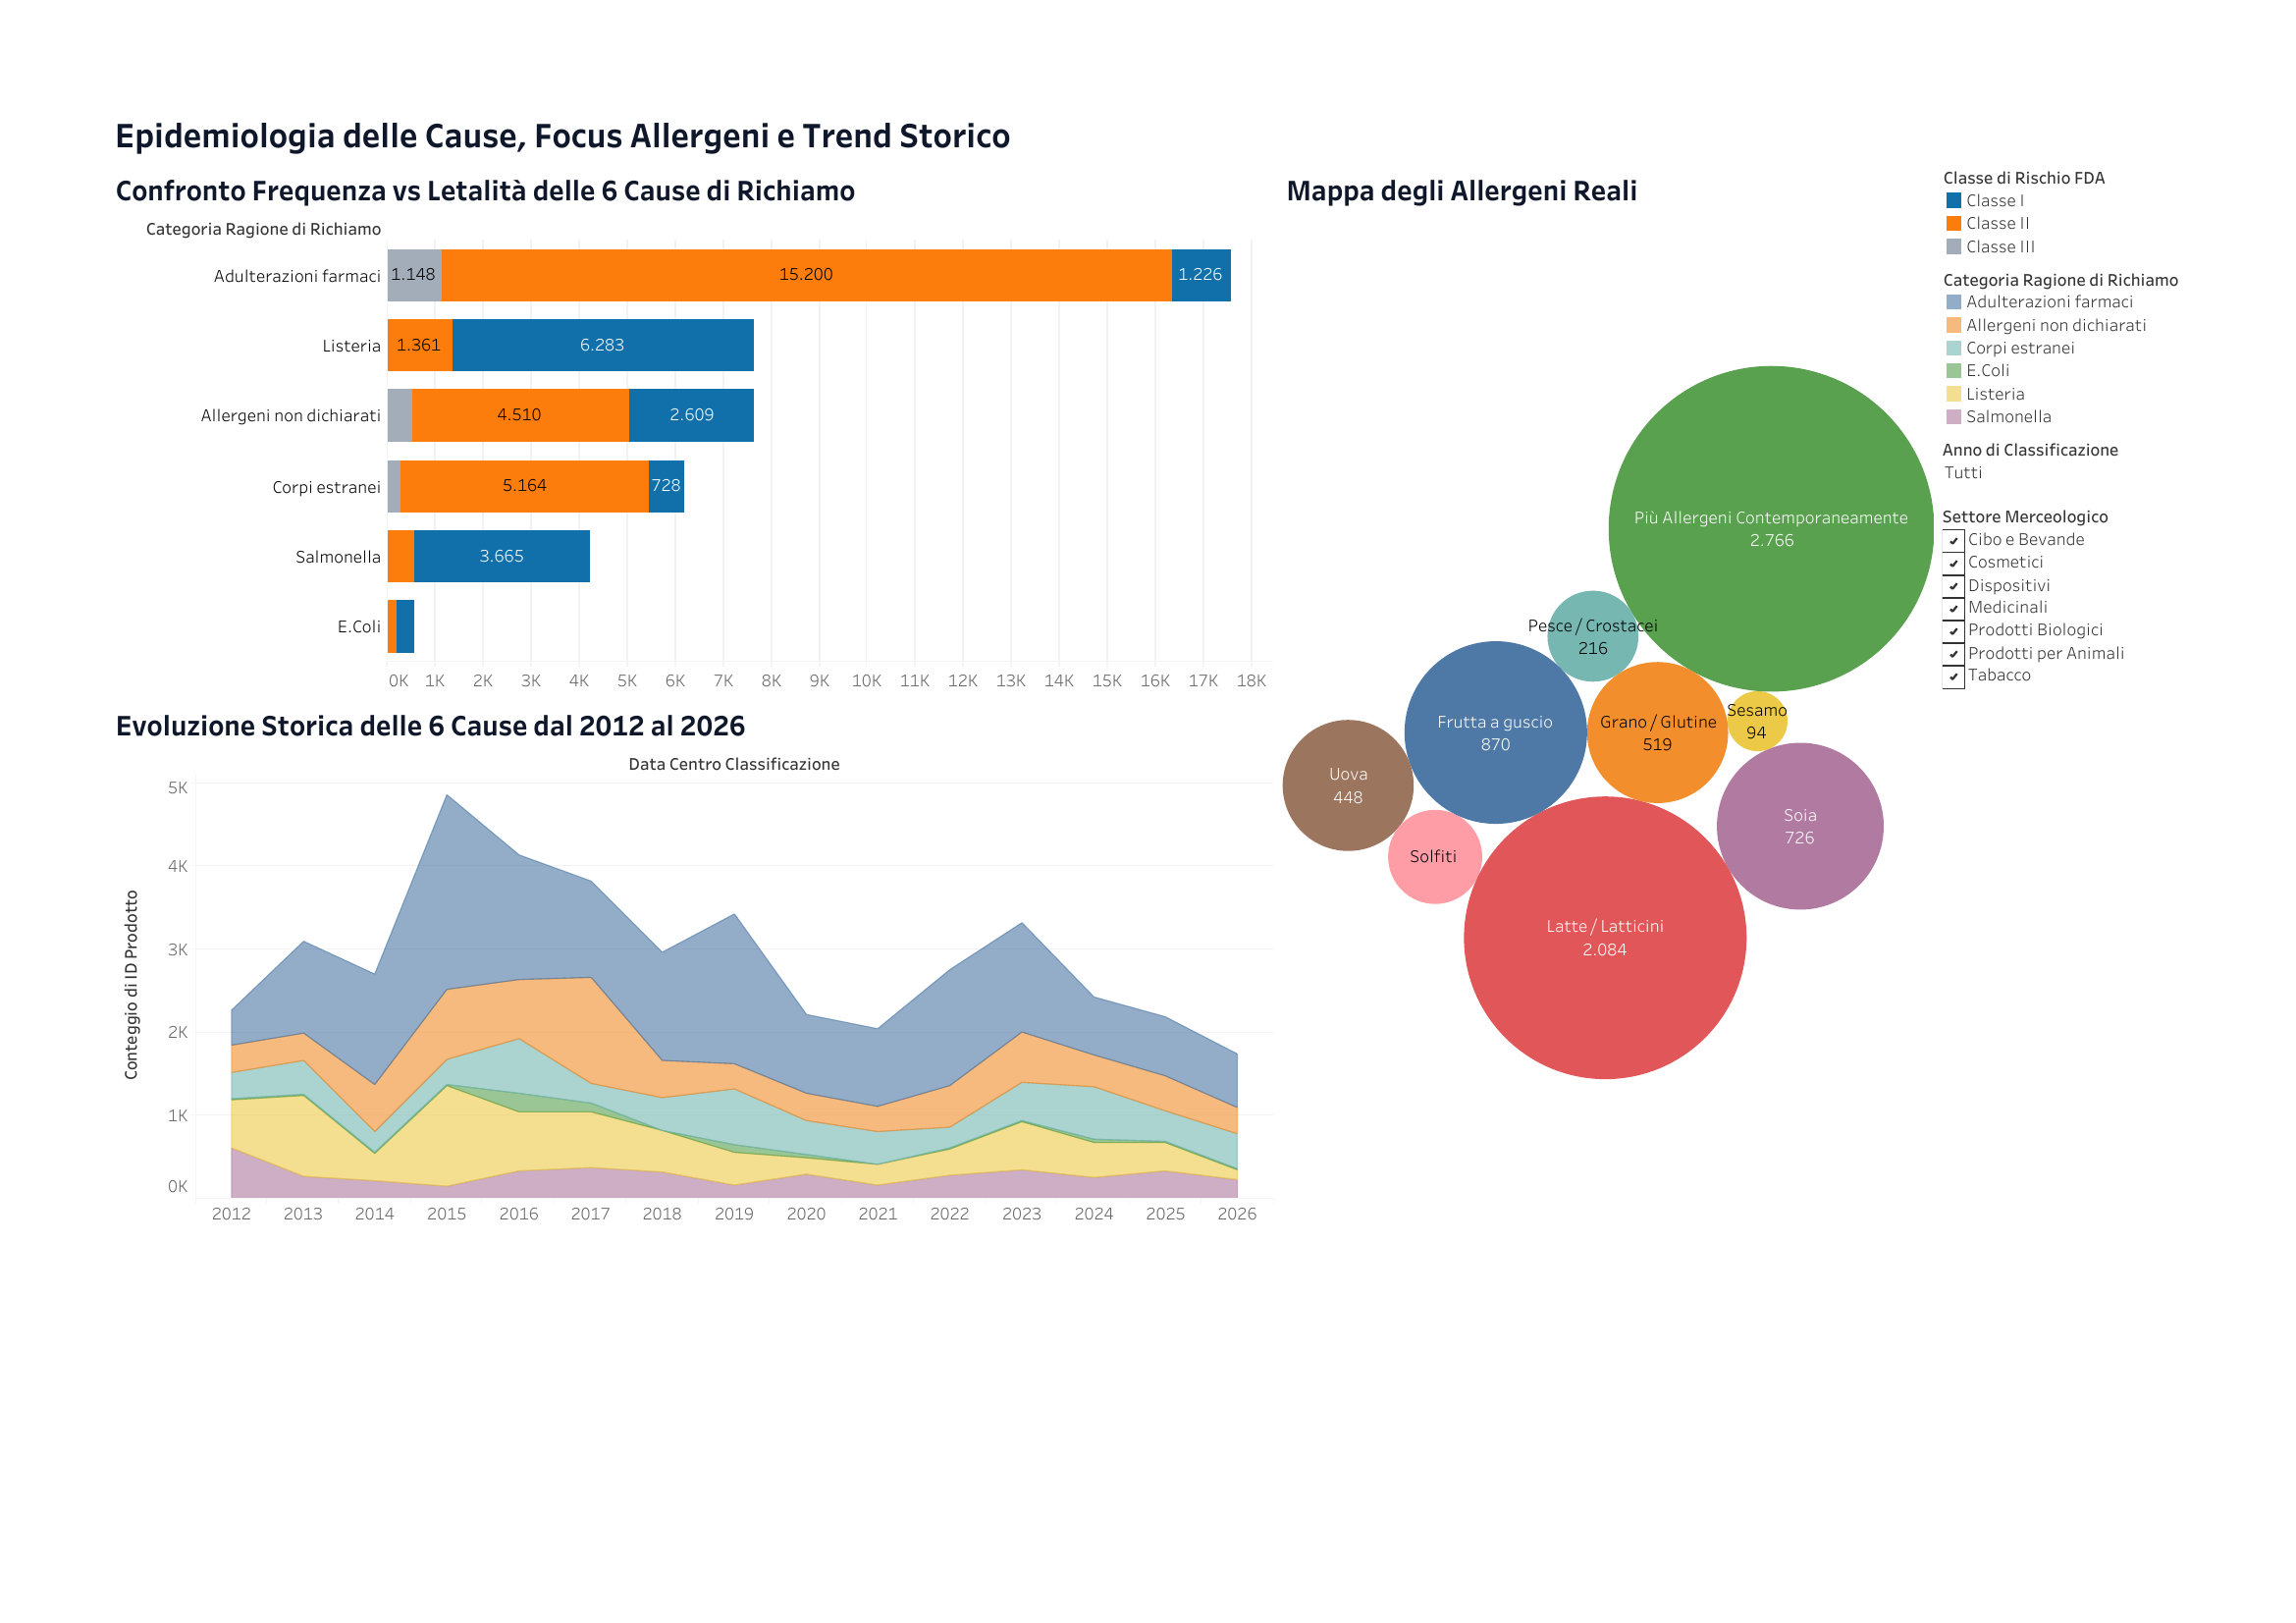 Epidemiologia delle Cause, Focus Allergeni e Trend Storico
Confronto Frequenza vs Letalità delle 6 Cause di Richiamo
Categoria Ragione di Richiamo
Adulterazioni farmaci
1.148
15.200
1.226
Listeria
1.361
6.283
Allergeni non dichiarati
4.510
2.609
Corpi estranei
5.164
728
Salmonella
3.665
E.Coli
0K 1K 2K 3K 4K 5K 6K 7K 8K 9K 10K 11K 12K 13K 14K 15K 16K 17K 18K
Evoluzione Storica delle 6 Cause dal 2012 al 2026
Data Centro Classificazione
Conteggio di ID Prodotto
5K
4K
3K
2K
1K
0K
2012 2013 2014 2015 2016 2017 2018 2019 2020 2021 2022 2023 2024 2025 2026
Mappa degli Allergeni Reali
Più Allergeni Contemporaneamente
2.766
Pesce / Crostacei
216
Frutta a guscio
870
Grano / Glutine
519
Sesamo
94
Uova
448
Solfiti
Soia
726
Latte / Latticini
2.084
Classe di Rischio FDA
Classe I
Classe II
Classe III
Categoria Ragione di Richiamo
Adulterazioni farmaci
Allergeni non dichiarati
Corpi estranei
E.Coli
Listeria
Salmonella
Anno di Classificazione
Tutti
Settore Merceologico
Cibo e Bevande
Cosmetici
Dispositivi
Medicinali
Prodotti Biologici
Prodotti per Animali
Tabacco